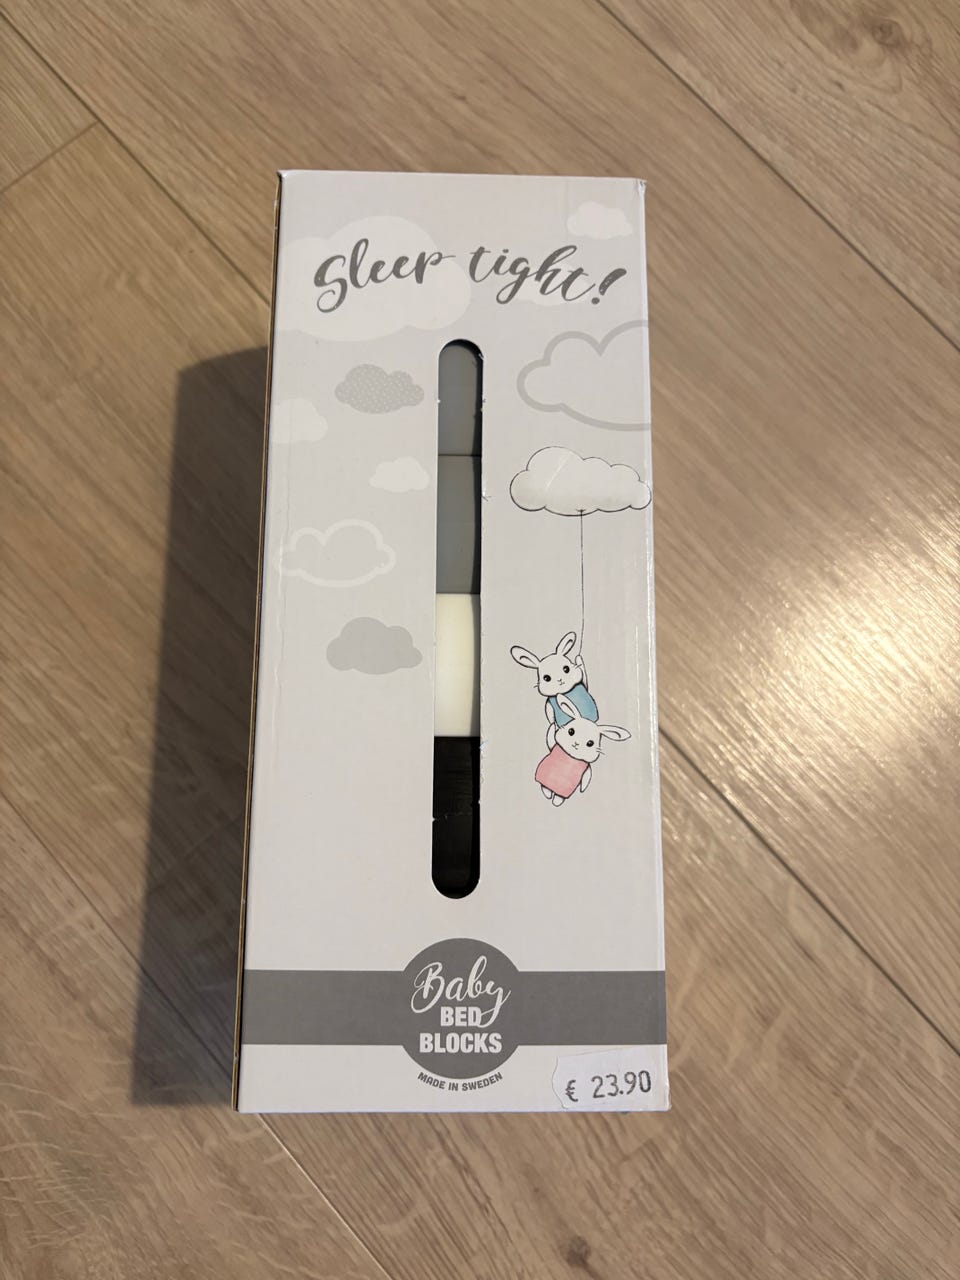 Sleep tight!
Baby
BED
BLOCKS
MADE IN SWEDEN
€ 23.90